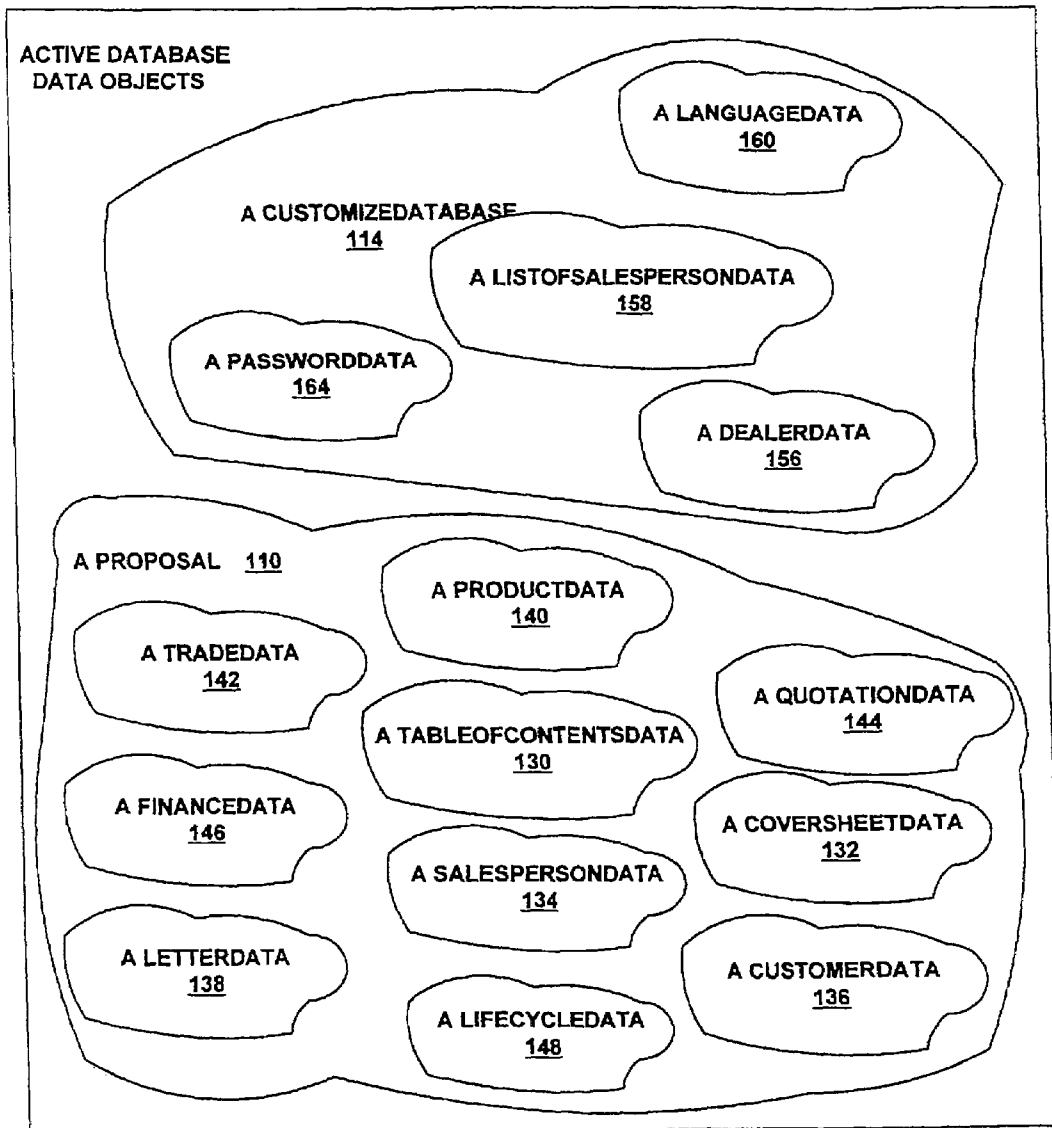 ACTIVE DATABASE
DATA OBJECTS
A LANGUAGEDATA
160
A CUSTOMIZEDATABASE
114
A LISTOFSALESPERSONDATA
158
A PASSWORDDATA
164
A DEALERDATA
156
A PROPOSAL 110
A PRODUCTDATA
140
A TRADEDATA
142
A QUOTATIONDATA
144
A TABLEOFCONTENTSDATA
130
A FINANCEDATA
146
A COVERSHEETDATA
132
A SALESPERSONDATA
134
A LETTERDATA
138
A CUSTOMERDATA
136
A LIFECYCLEDATA
148